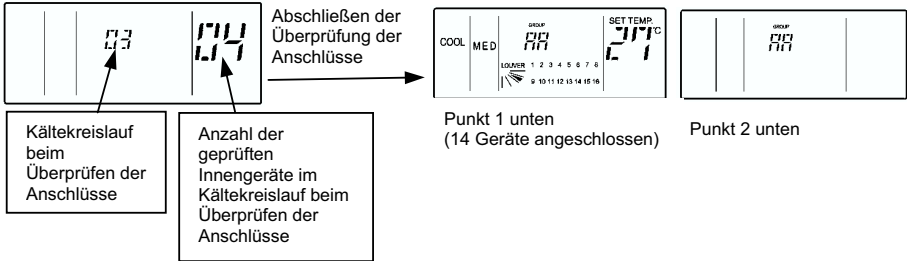 03
04
Kältekreislauf
beim
Überprüfen der
Anschlüsse
Anzahl der
geprüften
Innengeräte im
Kältekreislauf beim
Überprüfen der
Anschlüsse
Abschließen der
Überprüfung der
Anschlüsse
COOL
MED
GROUP
AA
SET TEMP.
27°C
LOUVER 1 2 3 4 5 6 7 8
9 10 11 12 13 14 15 16
Punkt 1 unten
(14 Geräte angeschlossen)
GROUP
AA
Punkt 2 unten